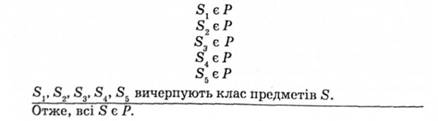 S₁ є P
S₂ є P
S₃ є P
S₄ є P
S₅ є P
S₁, S₂, S₃, S₄, S₅ вичерпують клас предметів S.
Отже, всі S є P.